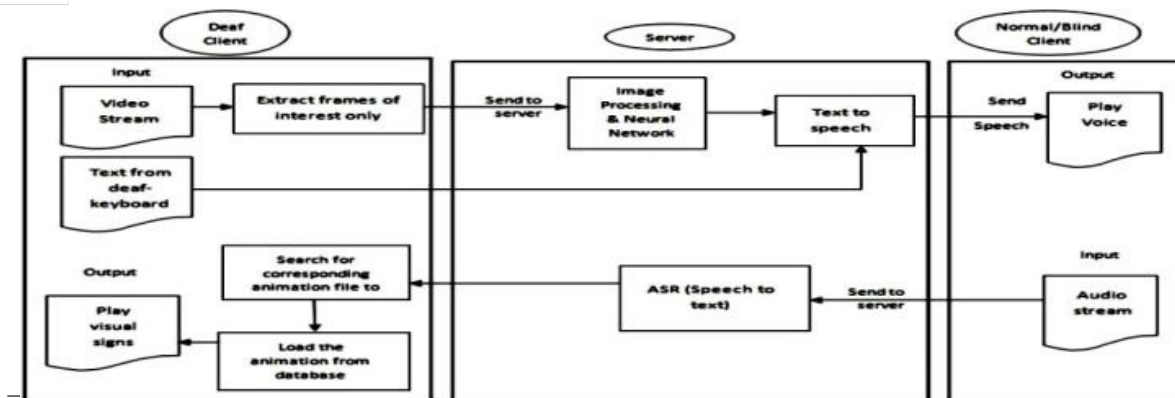 Deaf
Client
Server
Normal/Blind
Client
Input
Video
Stream
Extract frames of
interest only
Send to
server
Image
Processing
& Neural
Network
Text to
speech
Send
Speech
Output
Play
Voice
Text from
deaf-
keyboard
Output
Play
visual
signs
Search for
corresponding
animation file to
Load the
animation from
database
ASR (Speech to
text)
Send to
server
Input
Audio
stream